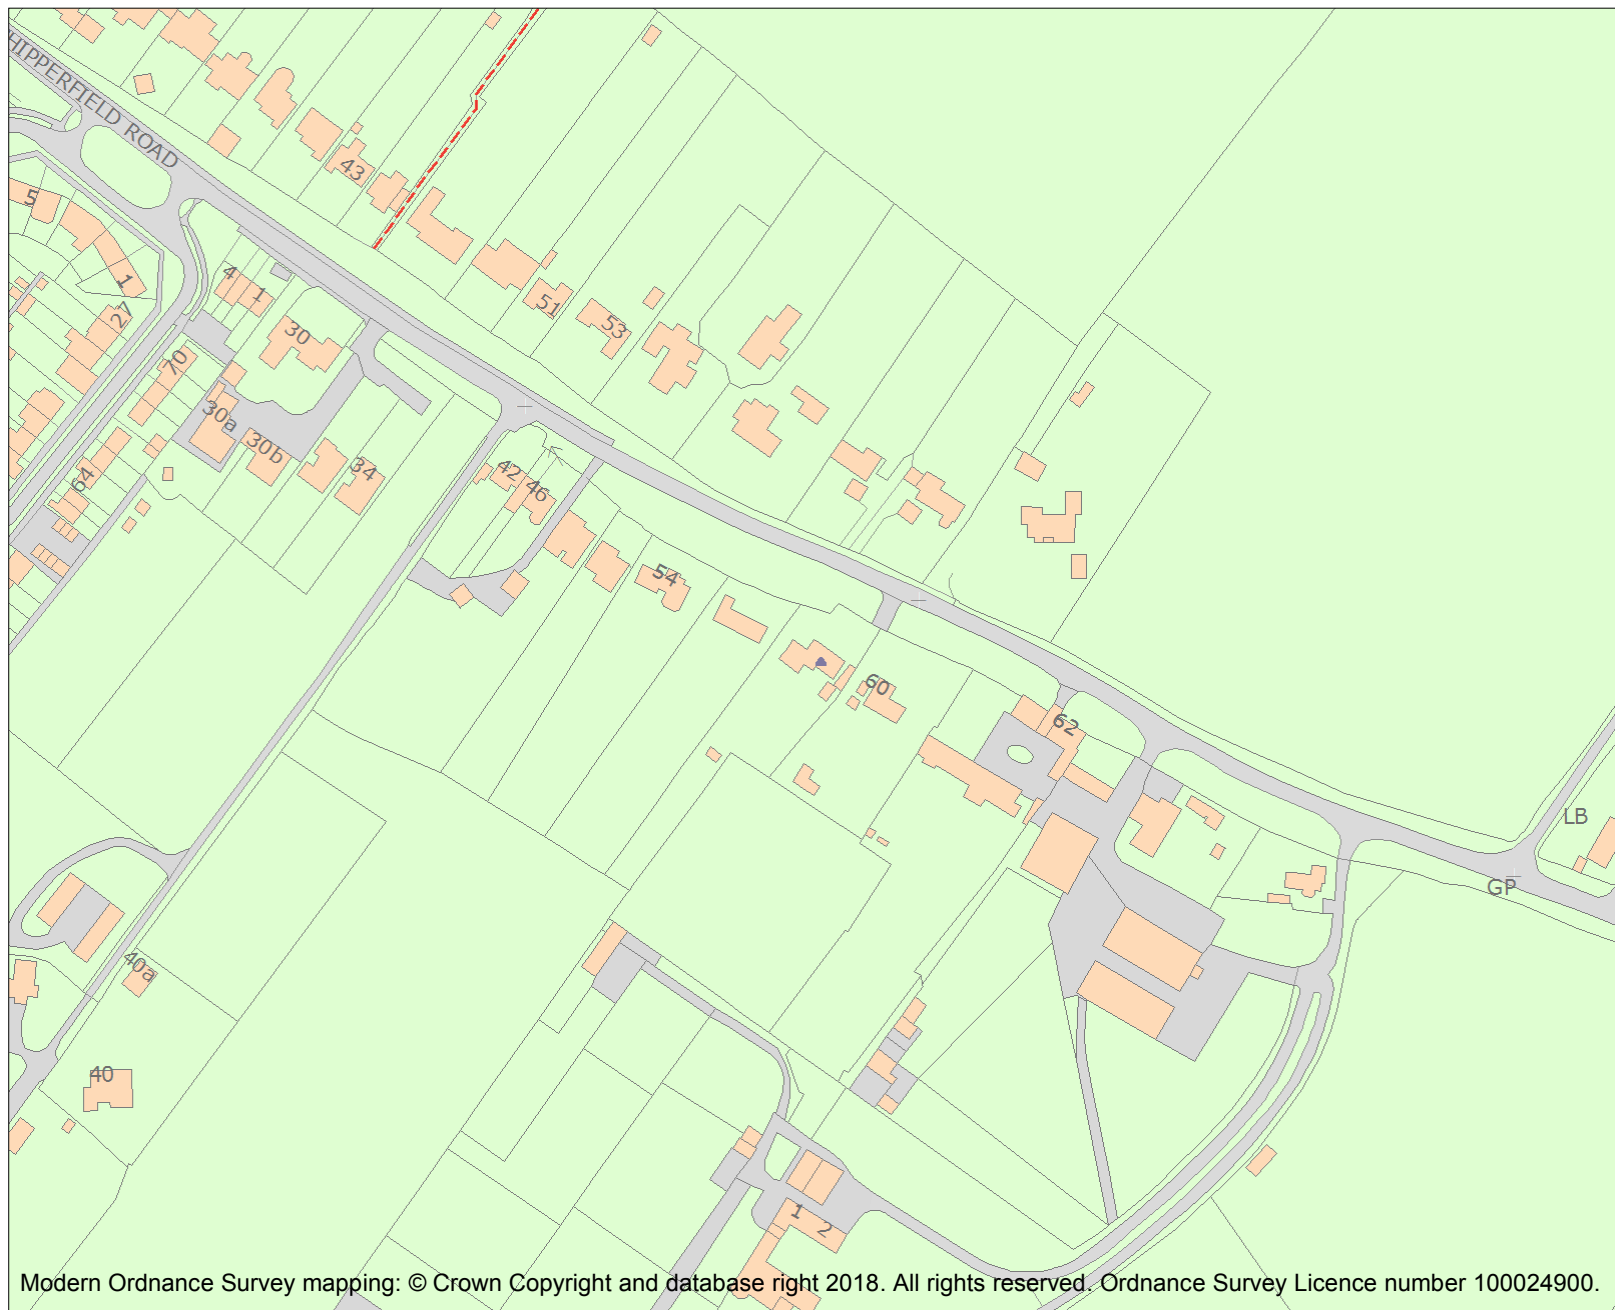 HIPPERFIELD ROAD
43
5
4
1
1
27
30
51
53
70
30a
30b
34
64
42
46
54
60
62
LB
GP
40a
40
1
2
Modern Ordnance Survey mapping: © Crown Copyright and database right 2018. All rights reserved. Ordnance Survey Licence number 100024900.